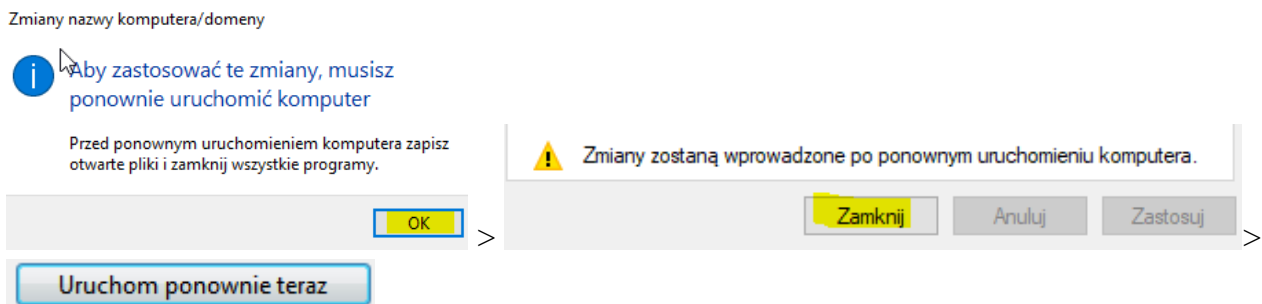 Zmiany nazwy komputera/domeny
Aby zastosować te zmiany, musisz
ponownie uruchomić komputer
Przed ponownym uruchomieniem komputera zapisz
otwarte pliki i zamknij wszystkie programy.
OK
>
Zmiany zostaną wprowadzone po ponownym uruchomieniu komputera.
Zamknij Anuluj Zastosuj
>
Uruchom ponownie teraz